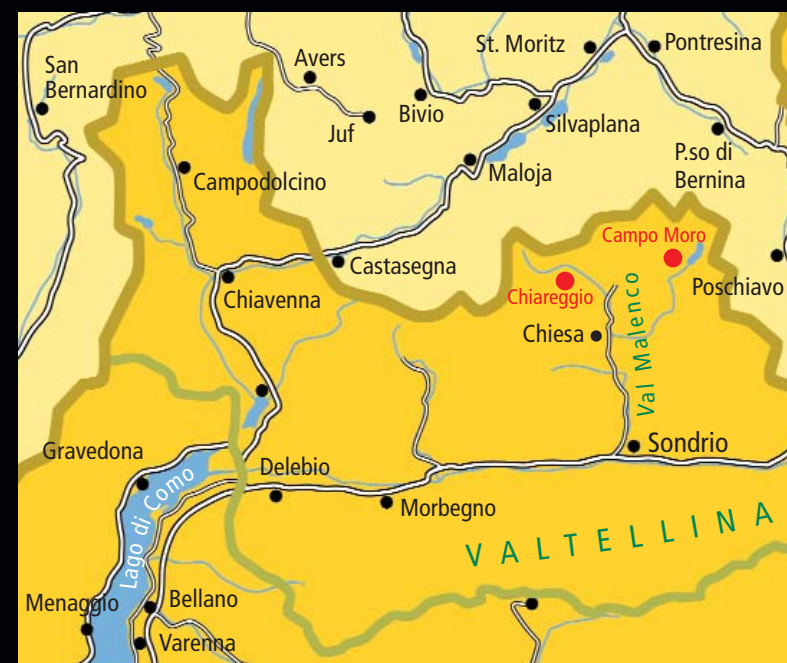 San
Bernardino
Avers
St. Moritz
Pontresina
Juf
Bivio
Silvaplana
P.so di
Bernina
Campodolcino
Maloja
Castasegna
Chiavenna
Campo Moro
Chiareggio
Poschiavo
Chiesa
Val Malenco
Sondrio
Gravedona
Delebio
Morbegno
Lago di Como
VALTELLINA
Menaggio
Bellano
Varenna